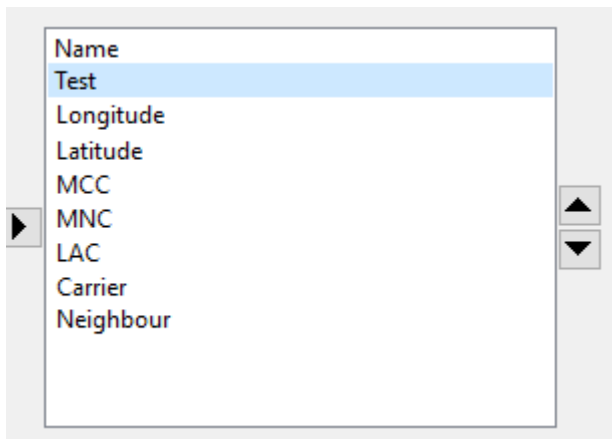 Name
Test
Longitude
Latitude
MCC
MNC
LAC
Carrier
Neighbour